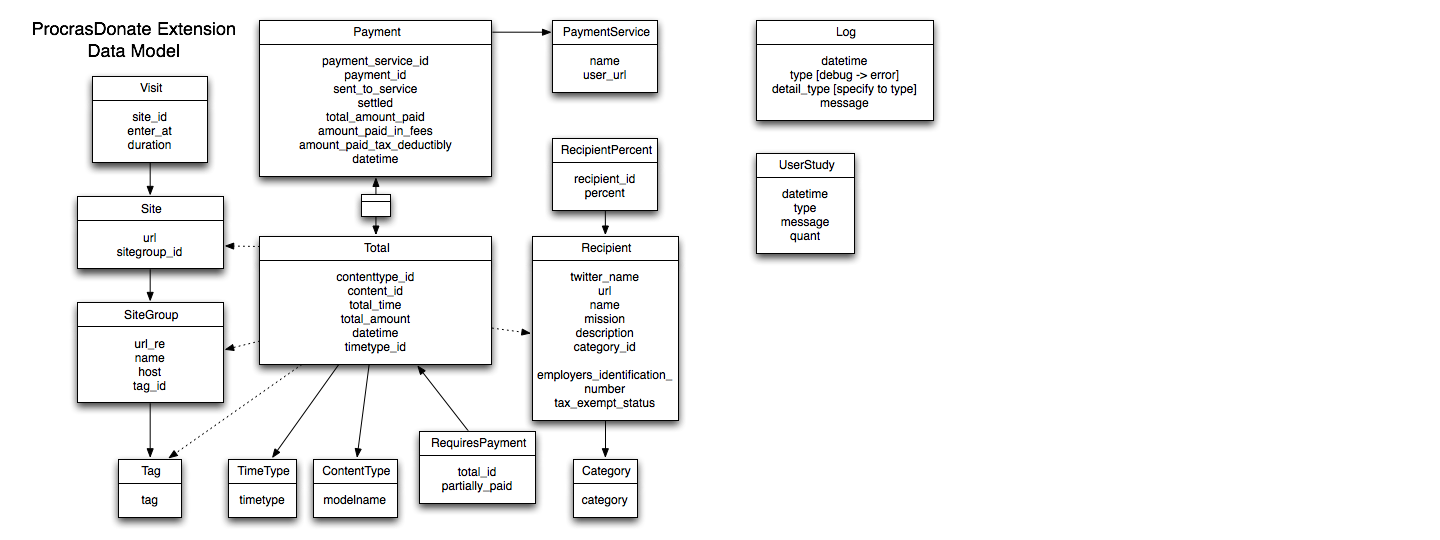 ProcrasDonate Extension
Data Model
Visit
site_id
enter_at
duration
Site
url
sitegroup_id
SiteGroup
url_re
name
host
tag_id
Tag
tag
Payment
payment_service_id
payment_id
sent_to_service
settled
total_amount_paid
amount_paid_in_fees
amount_paid_tax_deductibly
datetime
Total
contenttype_id
content_id
total_time
total_amount
datetime
timetype_id
TimeType
timetype
ContentType
modelname
RequiresPayment
total_id
partially_paid
PaymentService
name
user_url
RecipientPercent
recipient_id
percent
Recipient
twitter_name
url
name
mission
description
category_id
employers_identification_
number
tax_exempt_status
Category
category
Log
datetime
type [debug -> error]
detail_type [specify to type]
message
UserStudy
datetime
type
message
quant